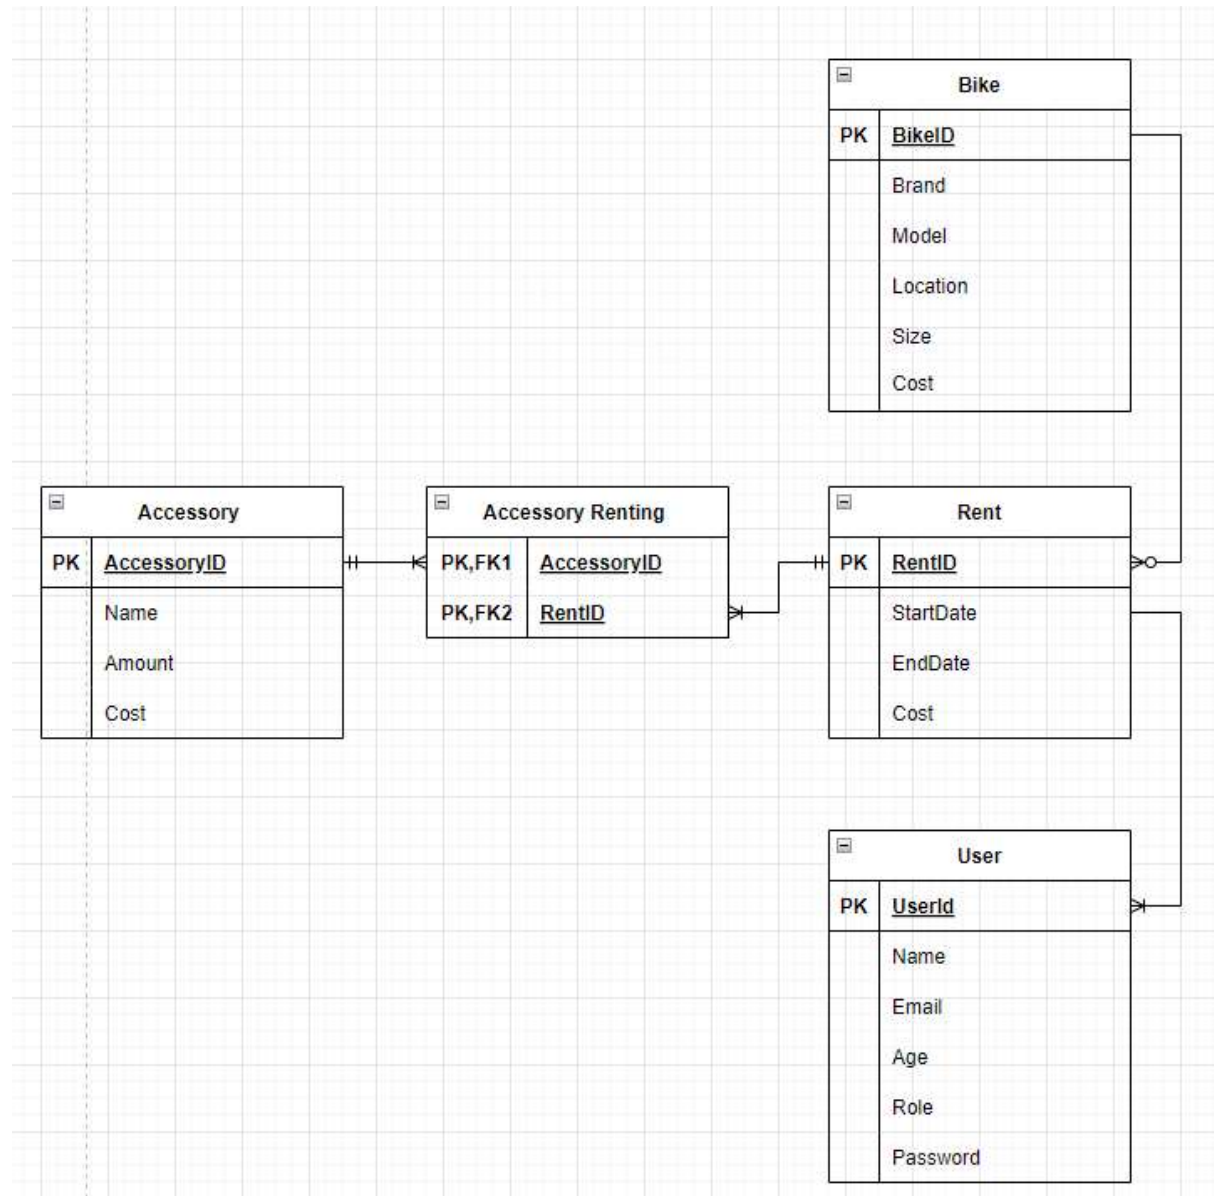 Bike
PK BikeID
Brand
Model
Location
Size
Cost
Accessory
PK AccessoryID
Name
Amount
Cost
Accessory Renting
PK,FK1 AccessoryID
PK,FK2 RentID
Rent
PK RentID
StartDate
EndDate
Cost
User
PK UserId
Name
Email
Age
Role
Password